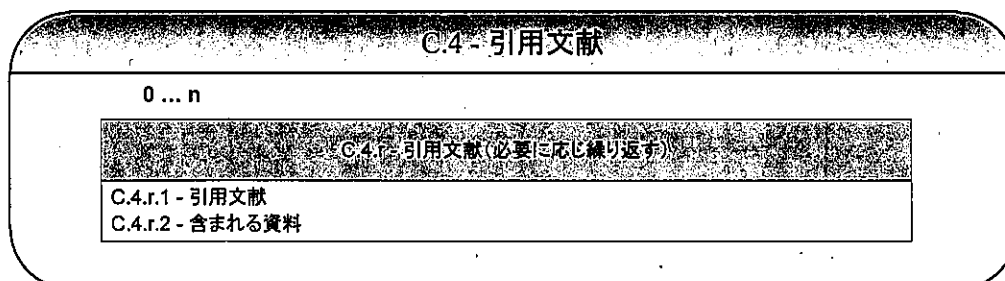 C.4 - 引用文献
0 ... n
C.4.r - 引用文献(必要に応じ繰り返す)
C.4.r.1 - 引用文献
C.4.r.2 - 含まれる資料